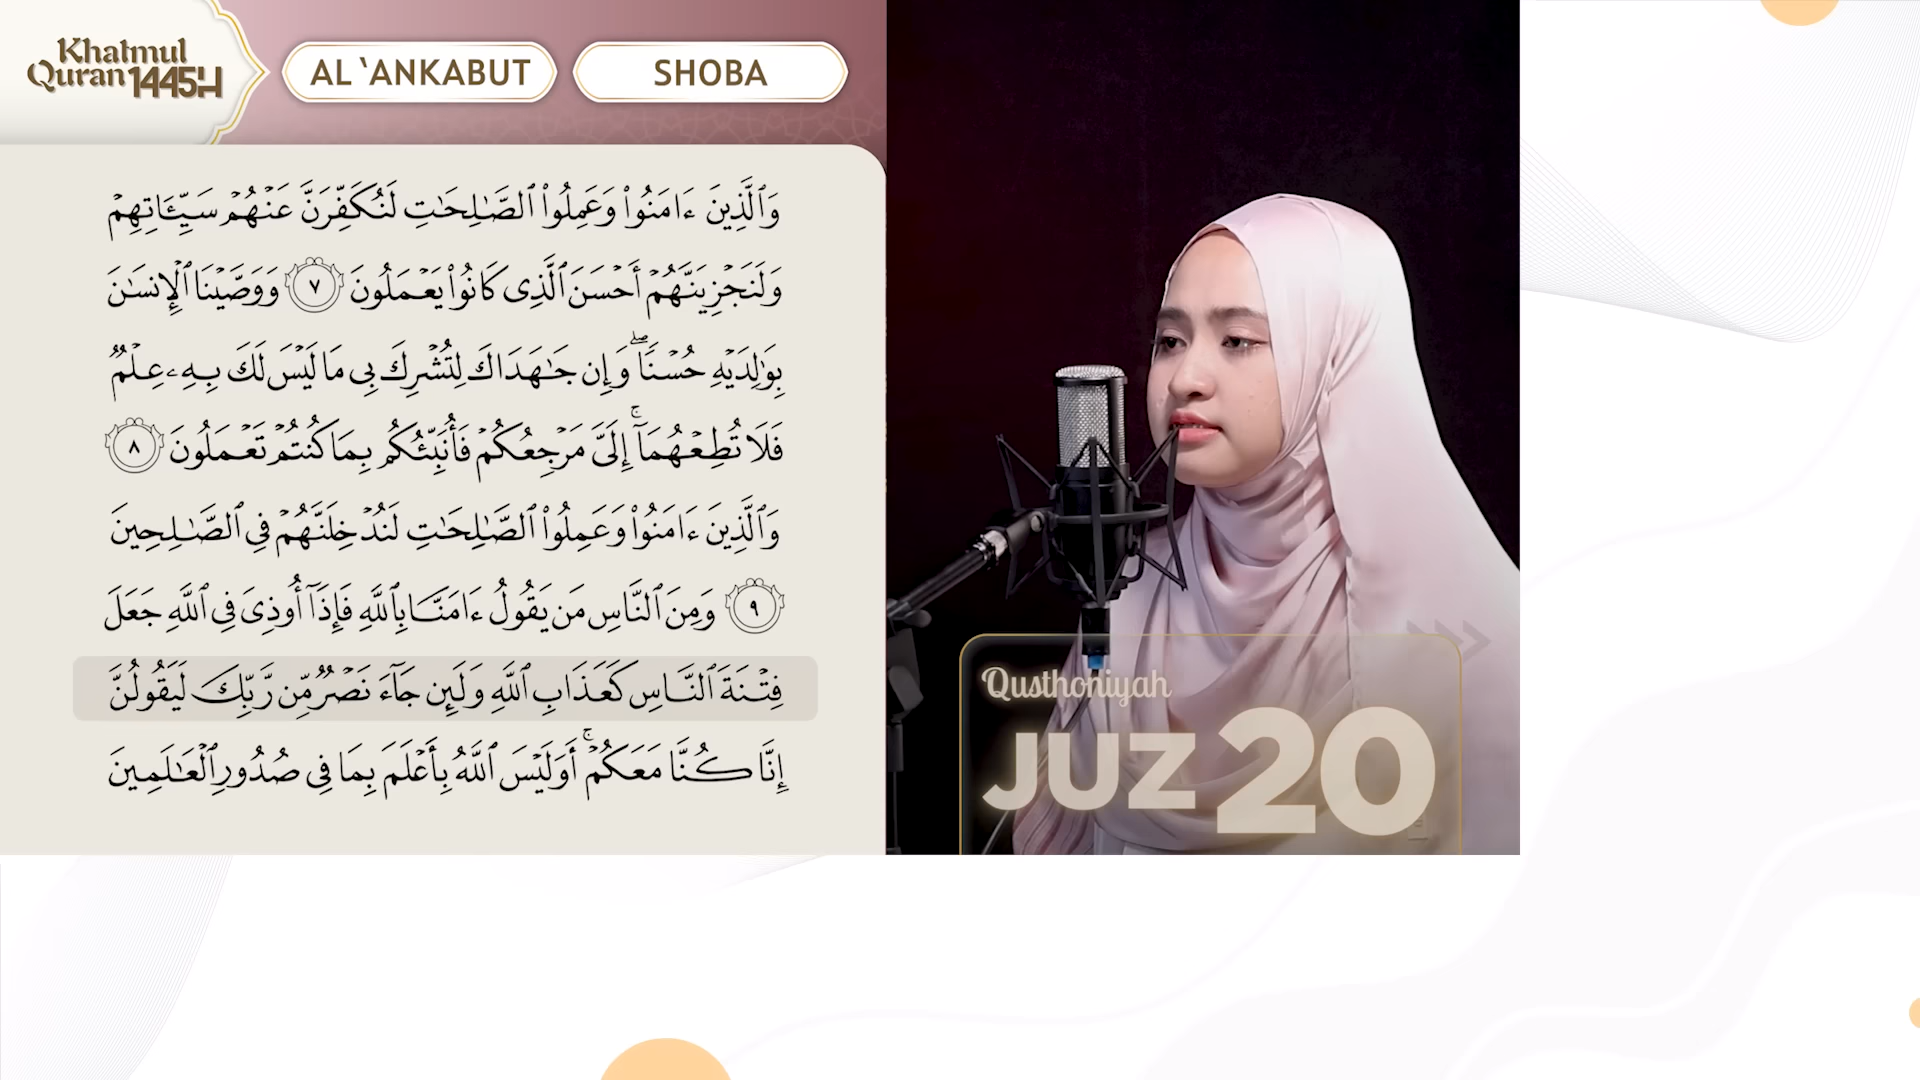 Khatmul
Quran 1445H
AL ‘ANKABUT
SHOBA
وَٱلَّذِينَ ءَامَنُوا۟ وَعَمِلُوا۟ ٱلصَّـٰلِحَـٰتِ لَنُكَفِّرَنَّ عَنْهُمْ سَيِّـَٔاتِهِمْ
وَلَنَجْزِيَنَّهُمْ أَحْسَنَ ٱلَّذِى كَانُوا۟ يَعْمَلُونَ ٧ وَوَصَّيْنَا ٱلْإِنسَـٰنَ
بِوَٰلِدَيْهِ حُسْنًا ۖ وَإِن جَـٰهَدَاكَ لِتُشْرِكَ بِى مَا لَيْسَ لَكَ بِهِۦ عِلْمٌ
فَلَا تُطِعْهُمَآ ۚ إِلَىَّ مَرْجِعُكُمْ فَأُنَبِّئُكُم بِمَا كُنتُمْ تَعْمَلُونَ ٨
وَٱلَّذِينَ ءَامَنُوا۟ وَعَمِلُوا۟ ٱلصَّـٰلِحَـٰتِ لَنُدْخِلَنَّهُمْ فِى ٱلصَّـٰلِحِينَ
٩ وَمِنَ ٱلنَّاسِ مَن يَقُولُ ءَامَنَّا بِٱللَّهِ فَإِذَآ أُوذِىَ فِى ٱللَّهِ جَعَلَ
فِتْنَةَ ٱلنَّاسِ كَعَذَابِ ٱللَّهِ وَلَئِن جَآءَ نَصْرٌ مِّن رَّبِّكَ لَيَقُولُنَّ
إِنَّا كُنَّا مَعَكُمْ ۚ أَوَلَيْسَ ٱللَّهُ بِأَعْلَمَ بِمَا فِى صُدُورِ ٱلْعَـٰلَمِينَ
Qusthoniyah
JUZ 20